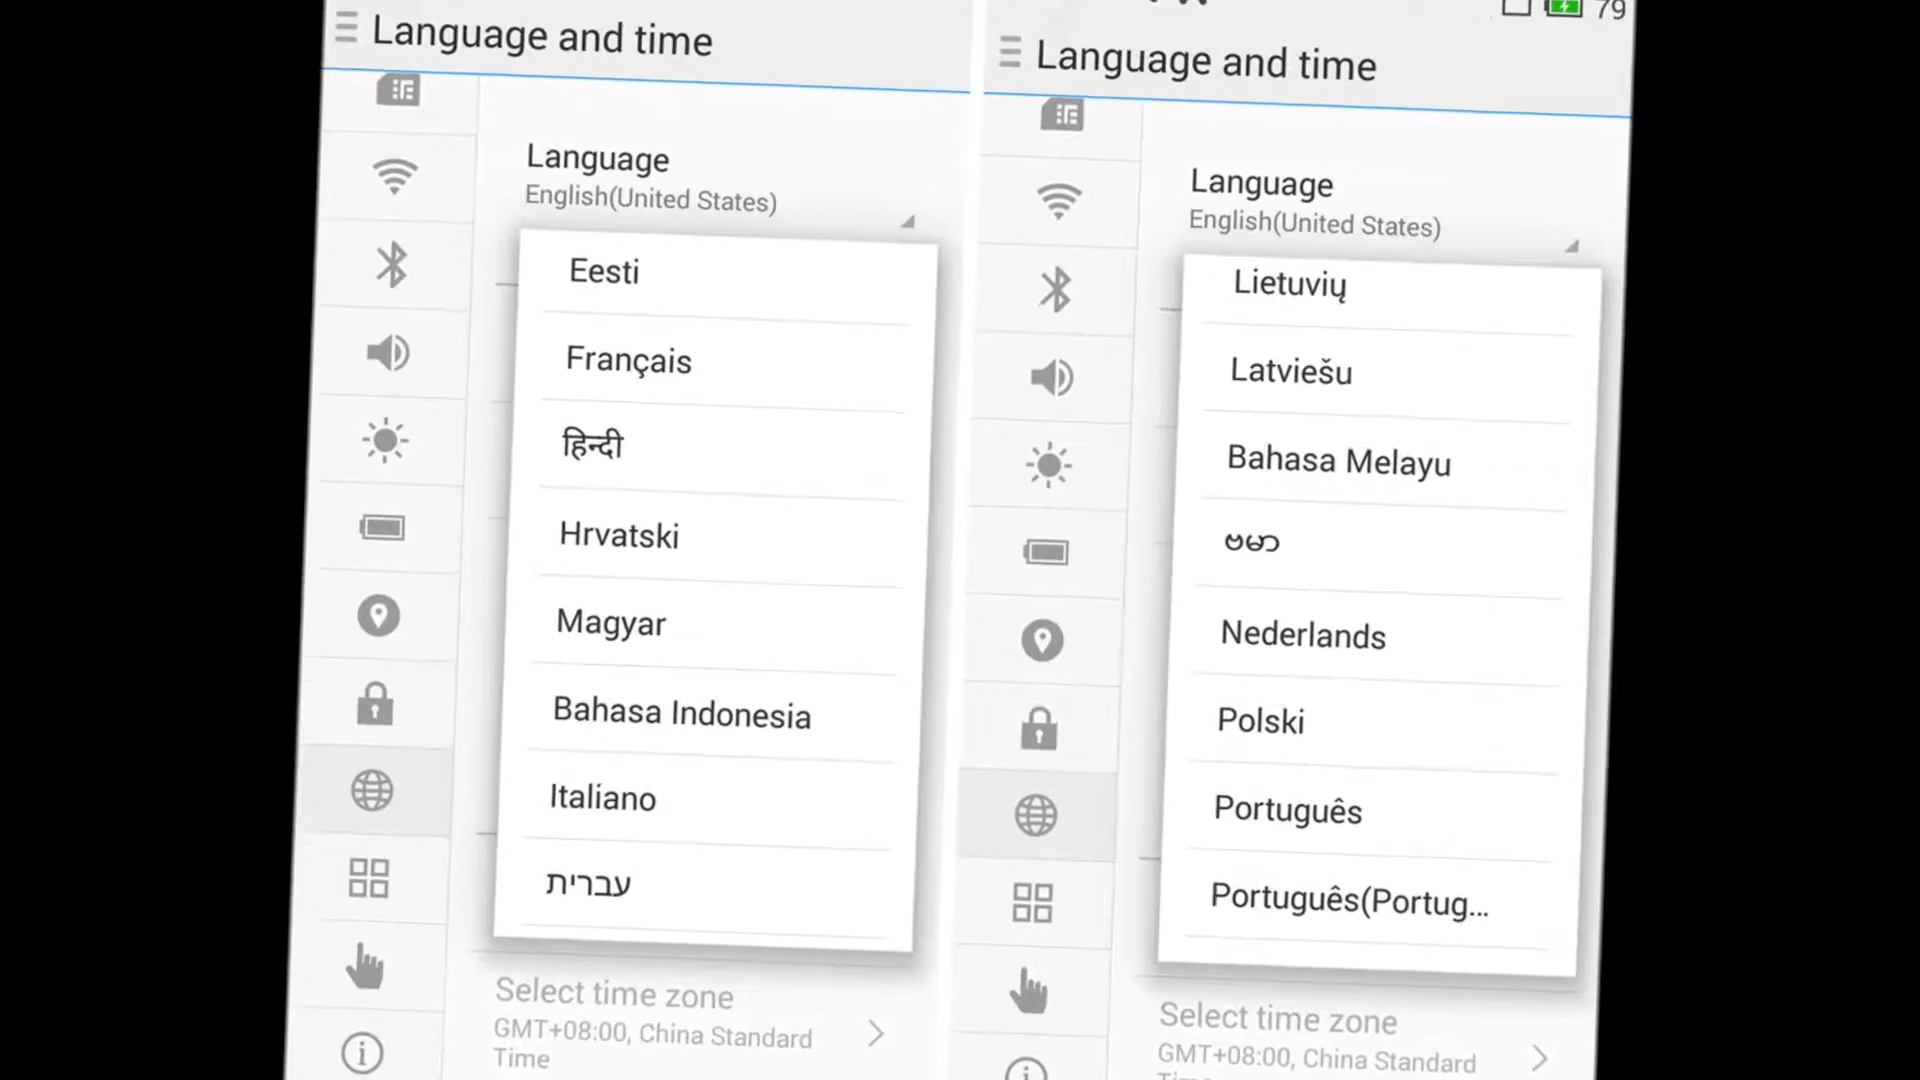 Language and time
Language
English(United States)
Eesti
Français
हिन्दी
Hrvatski
Magyar
Bahasa Indonesia
Italiano
עברית
Select time zone
GMT+08:00, China Standard
Time
79
Language and time
Language
English(United States)
Lietuvių
Latviešu
Bahasa Melayu
ဗမာ
Nederlands
Polski
Português
Português(Portug...
Select time zone
GMT+08:00, China Standard